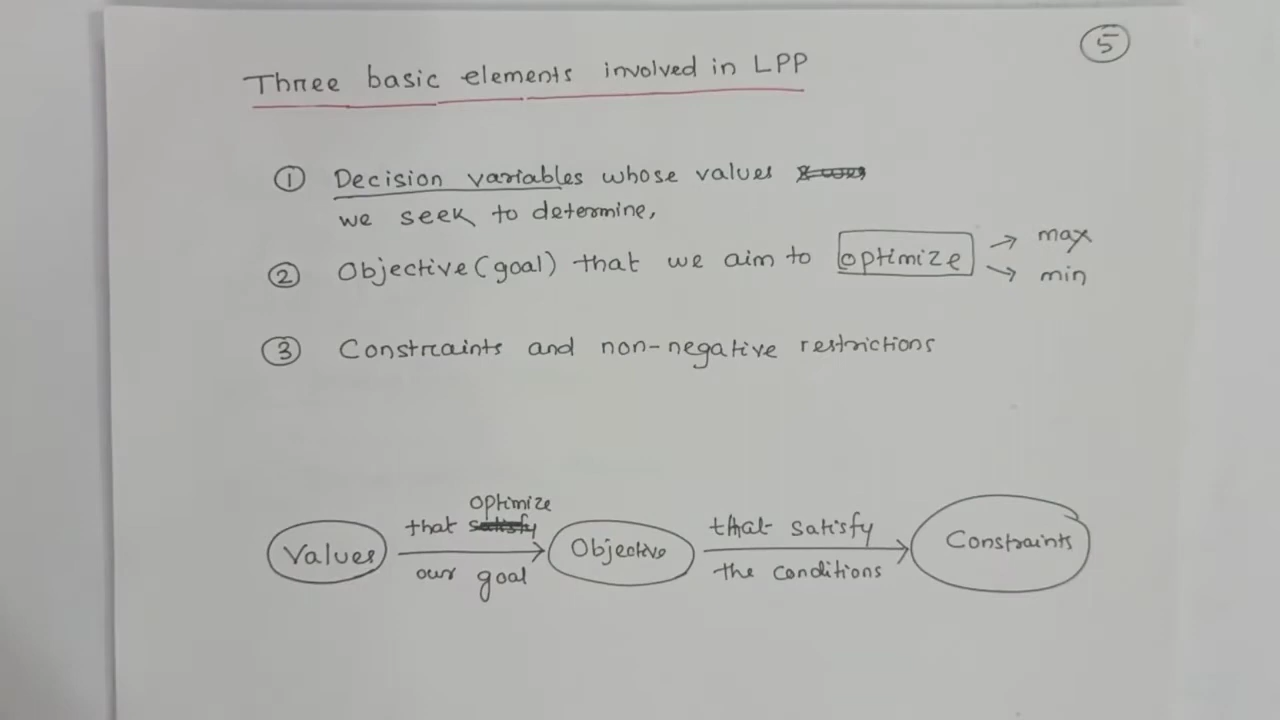 5
Three basic elements involved in LPP
1 Decision variables whose values
we seek to determine,
2 Objective (goal) that we aim to optimize → max
→ min
3 Constraints and non-negative restrictions
optimize
Values that satisfy Objective that satisfy Constraints
our goal the conditions